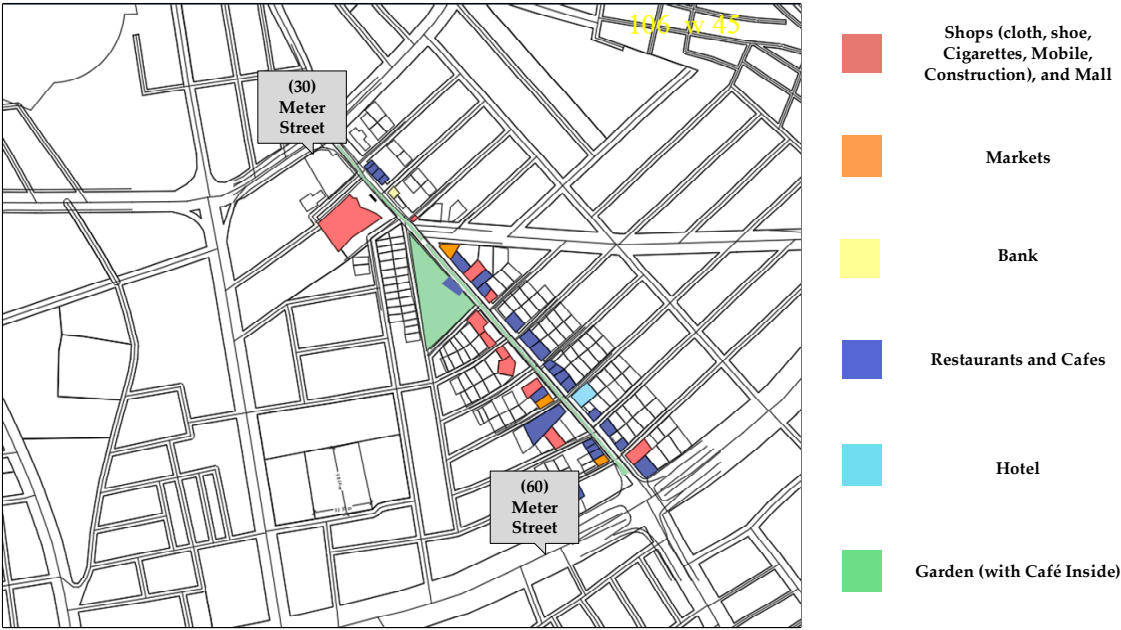 106 w 45
(30)
Meter
Street
(60)
Meter
Street
Shops (cloth, shoe,
Cigarettes, Mobile,
Construction), and Mall
Markets
Bank
Restaurants and Cafes
Hotel
Garden (with Café Inside)